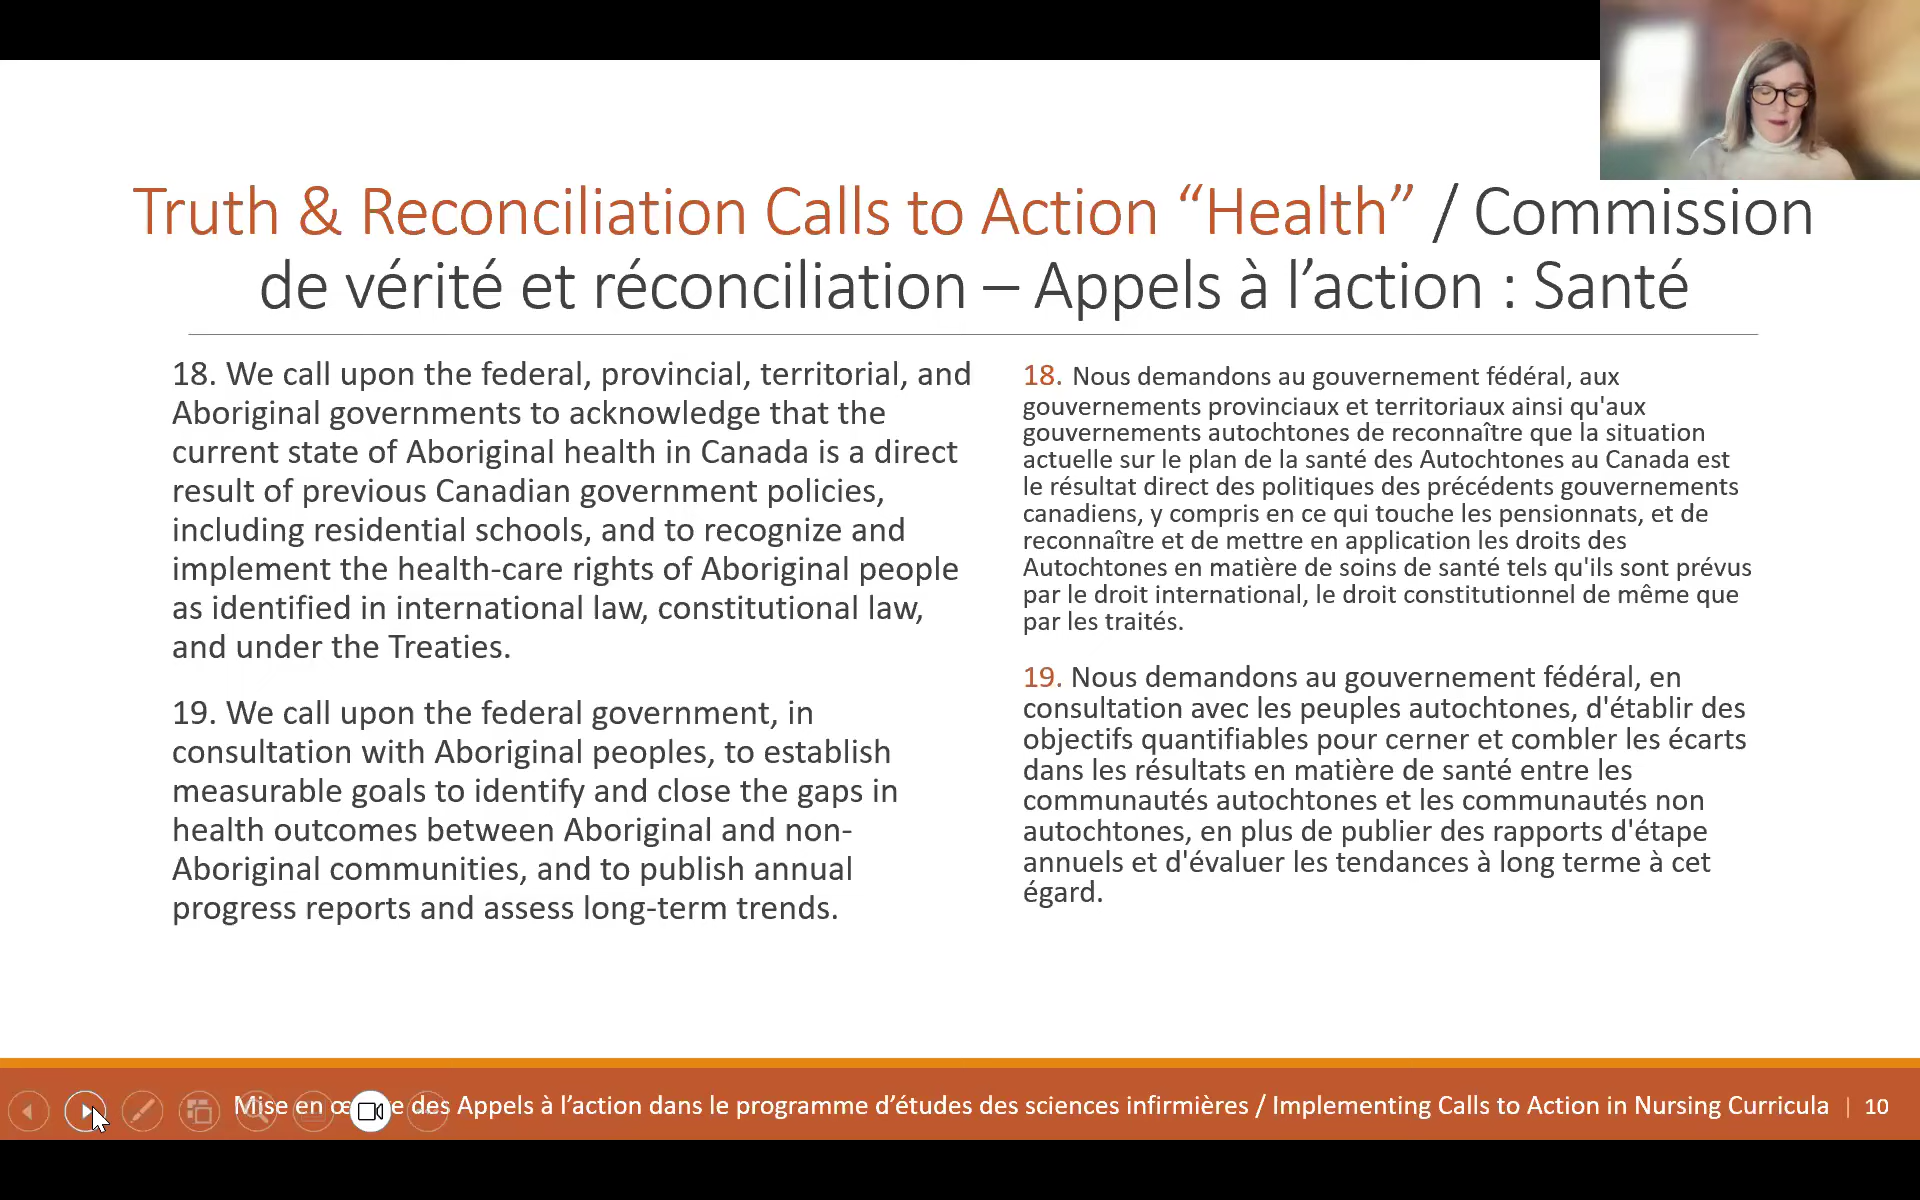 Truth & Reconciliation Calls to Action “Health” / Commission
de vérité et réconciliation – Appels à l’action : Santé
18. We call upon the federal, provincial, territorial, and
Aboriginal governments to acknowledge that the
current state of Aboriginal health in Canada is a direct
result of previous Canadian government policies,
including residential schools, and to recognize and
implement the health-care rights of Aboriginal people
as identified in international law, constitutional law,
and under the Treaties.
19. We call upon the federal government, in
consultation with Aboriginal peoples, to establish
measurable goals to identify and close the gaps in
health outcomes between Aboriginal and non-
Aboriginal communities, and to publish annual
progress reports and assess long-term trends.
18. Nous demandons au gouvernement fédéral, aux
gouvernements provinciaux et territoriaux ainsi qu'aux
gouvernements autochtones de reconnaître que la situation
actuelle sur le plan de la santé des Autochtones au Canada est
le résultat direct des politiques des précédents gouvernements
canadiens, y compris en ce qui touche les pensionnats, et de
reconnaître et de mettre en application les droits des
Autochtones en matière de soins de santé tels qu'ils sont prévus
par le droit international, le droit constitutionnel de même que
par les traités.
19. Nous demandons au gouvernement fédéral, en
consultation avec les peuples autochtones, d'établir des
objectifs quantifiables pour cerner et combler les écarts
dans les résultats en matière de santé entre les
communautés autochtones et les communautés non
autochtones, en plus de publier des rapports d'étape
annuels et d'évaluer les tendances à long terme à cet
égard.
Mise en des Appels à l’action dans le programme d’études des sciences infirmières / Implementing Calls to Action in Nursing Curricula | 10